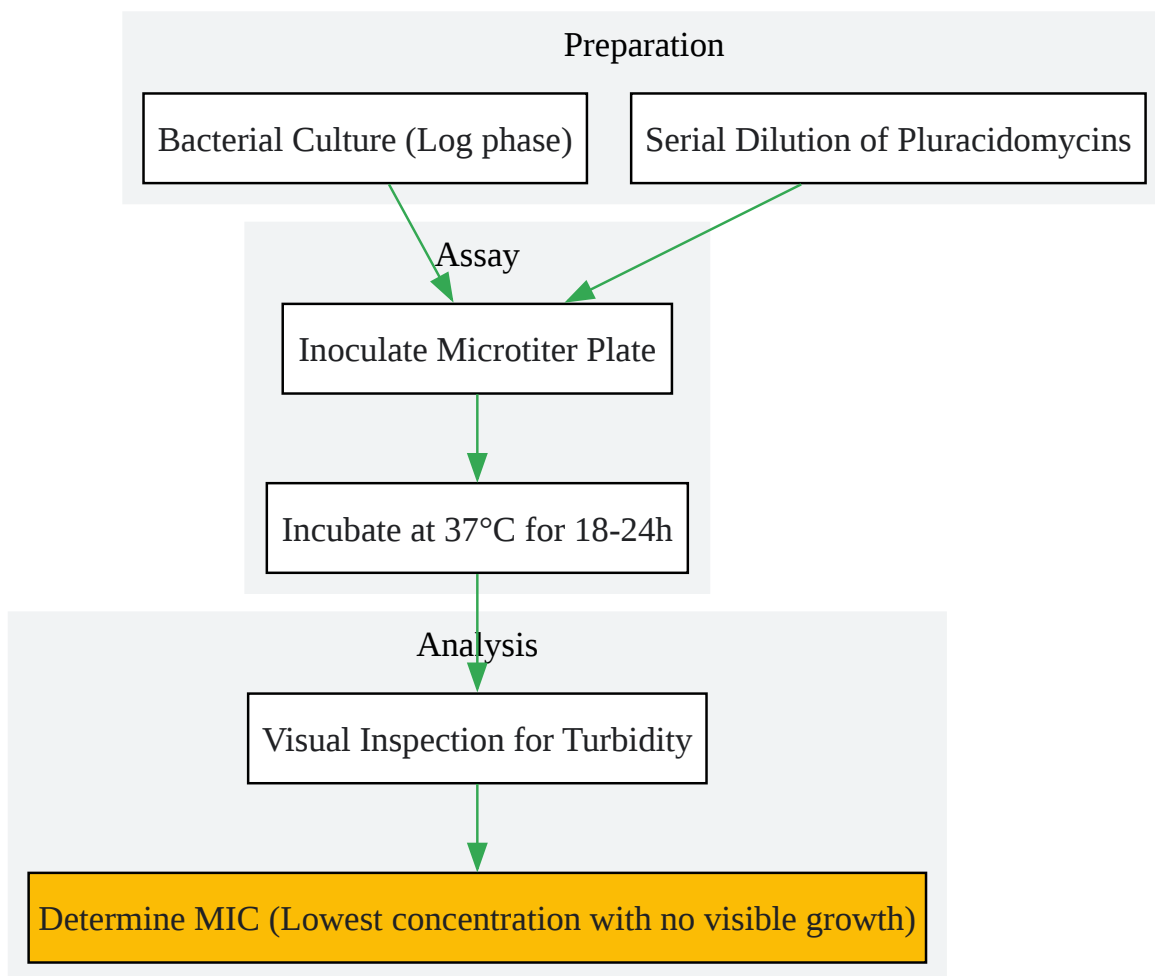 Preparation
Bacterial Culture (Log phase)
Serial Dilution of Pluracidomycins
Assay
Inoculate Microtiter Plate
Incubate at 37°C for 18-24h
Analysis
Visual Inspection for Turbidity
Determine MIC (Lowest concentration with no visible growth)